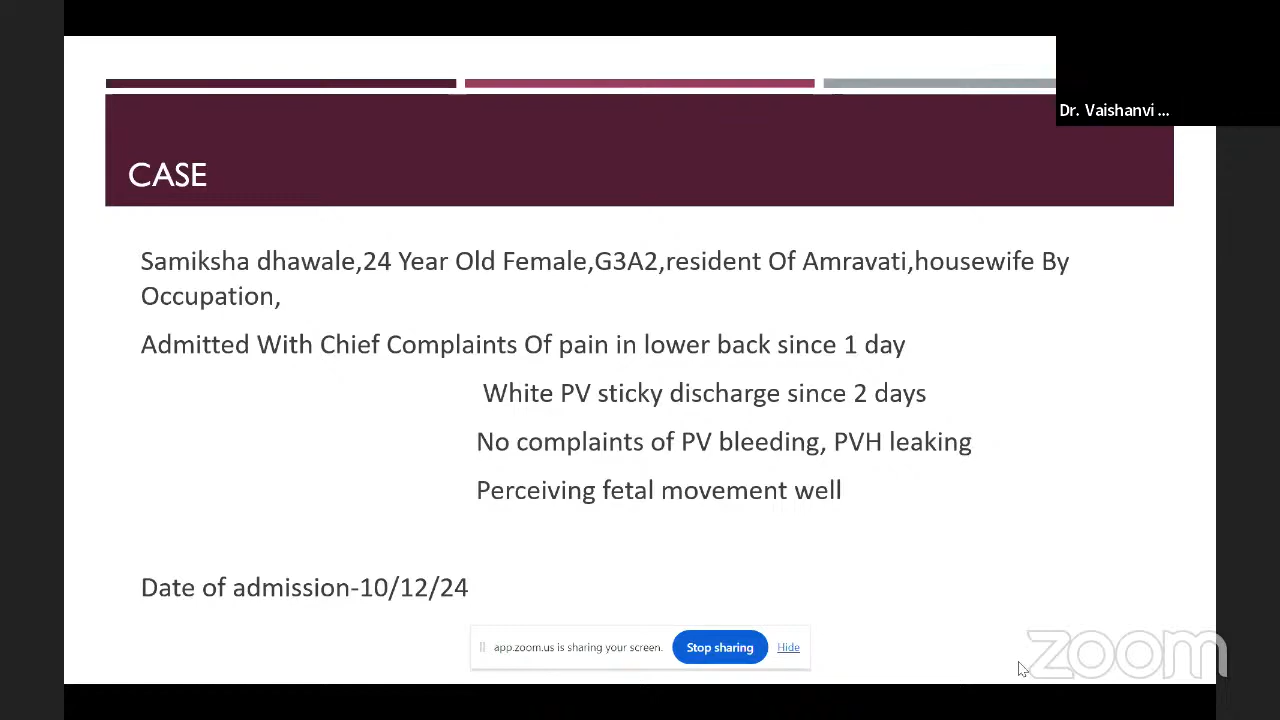 Dr. Vaishanvi ...
CASE
Samiksha dhawale,24 Year Old Female,G3A2,resident Of Amravati,housewife By
Occupation,
Admitted With Chief Complaints Of pain in lower back since 1 day
White PV sticky discharge since 2 days
No complaints of PV bleeding, PVH leaking
Perceiving fetal movement well
Date of admission-10/12/24
app.zoom.us is sharing your screen.
Stop sharing
Hide
zoom